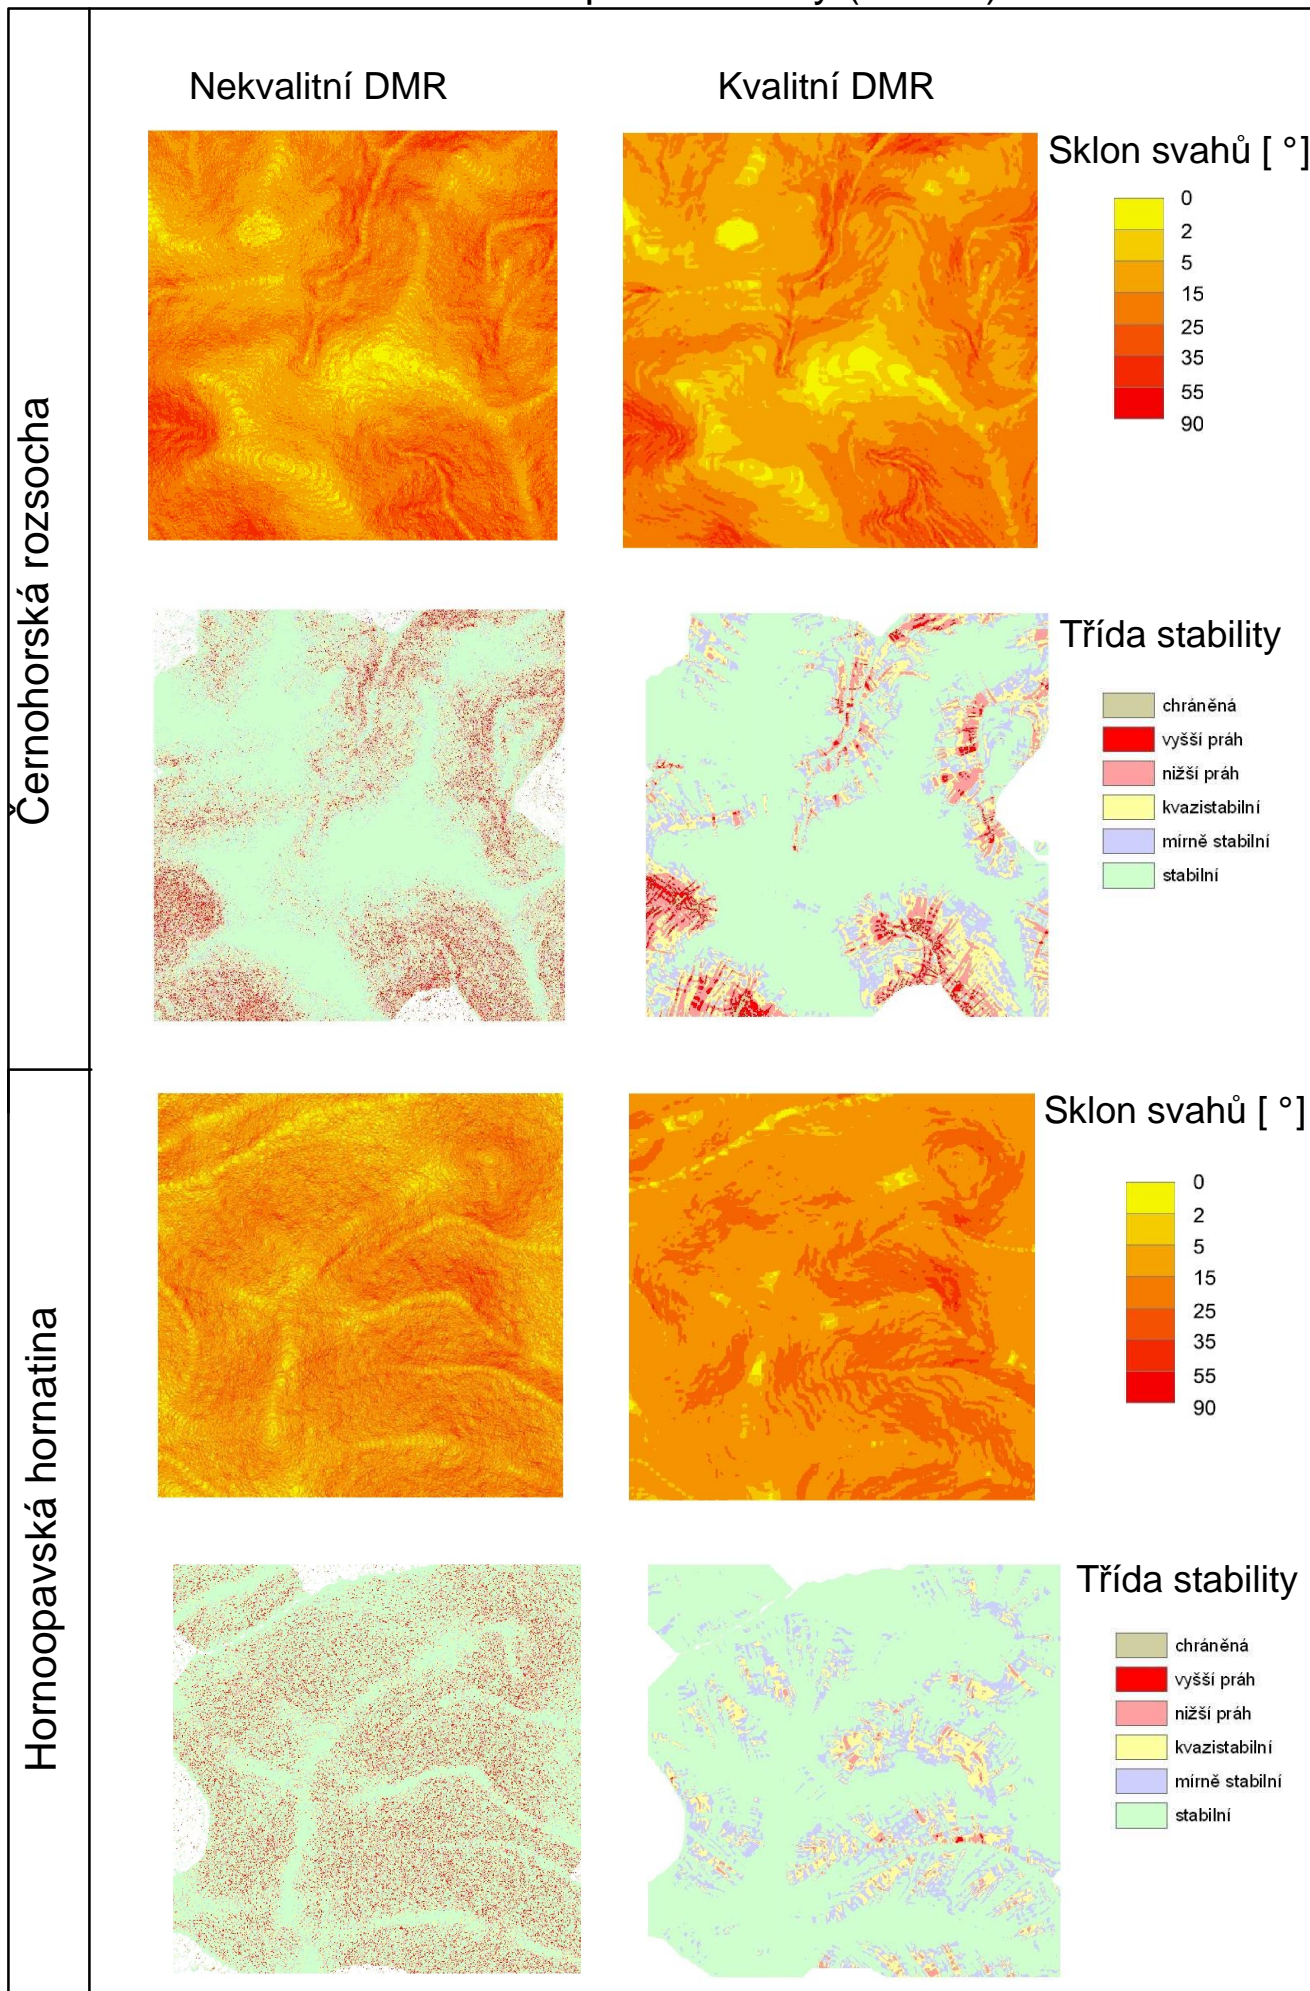 Nekvalitní DMR
Kvalitní DMR
Sklon svahů [ °]
0
2
5
15
25
35
55
90
Černohorská rozsocha
Třída stability
chráněná
vyšší práh
nižší práh
kvazistabilní
mírně stabilní
stabilní
Sklon svahů [ °]
0
2
5
15
25
35
55
90
Hornoopavská hornatina
Třída stability
chráněná
vyšší práh
nižší práh
kvazistabilní
mírně stabilní
stabilní